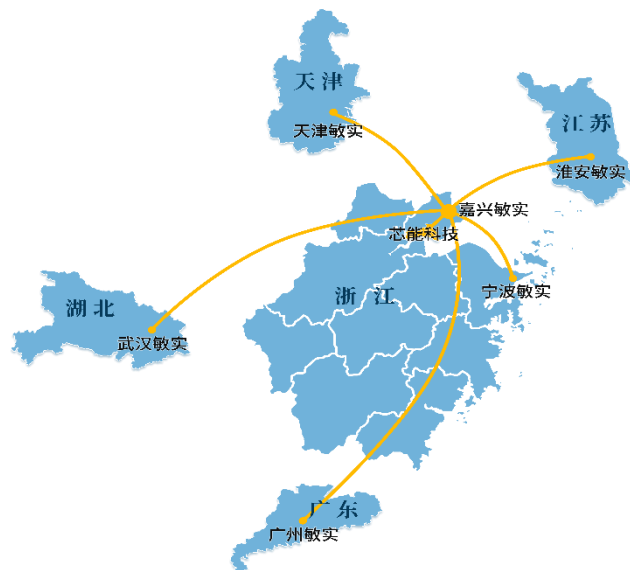 天津
天津敏实
江苏
淮安敏实
嘉兴敏实
芯能科技
浙江
宁波敏实
湖北
武汉敏实
广东
广州敏实